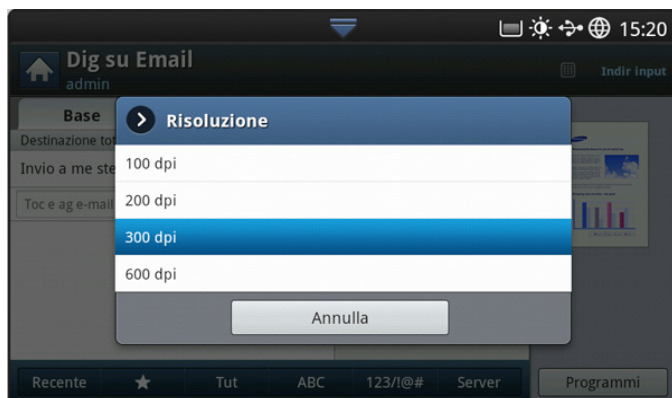 15:20
Dig su Email
admin
Indir input
Base
Risoluzione
Destinazione tot
Invio a me ste
Toc e ag e-mail
100 dpi
200 dpi
300 dpi
600 dpi
Annulla
Recente
Tut
ABC
123/!@#
Server
Programmi